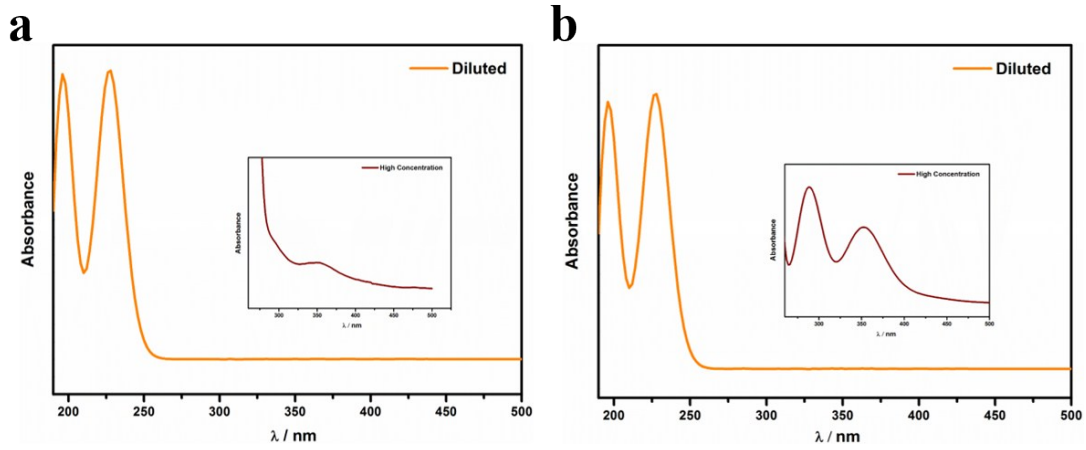 a
Diluted
High Concentration
Absorbance
300 350 400 450 500
λ / nm
Absorbance
200 250 300 350 400 450 500
λ / nm
b
Diluted
High Concentration
Absorbance
300 350 400 450 500
λ / nm
Absorbance
200 250 300 350 400 450 500
λ / nm